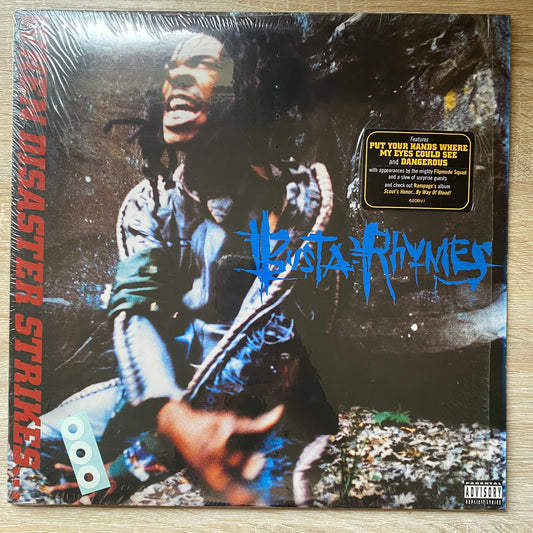 WHEN DISASTER STRIKES...
Features
PUT YOUR HANDS WHERE
MY EYES COULD SEE
and DANGEROUS
with appearances by the mighty Flipmode Squad
and a slew of surprise guests
and check out Rampage's album
Scout's Honor...By Way Of Blood!
62064-1
BUSTA RHYMES
PARENTAL
ADVISORY
EXPLICIT LYRICS